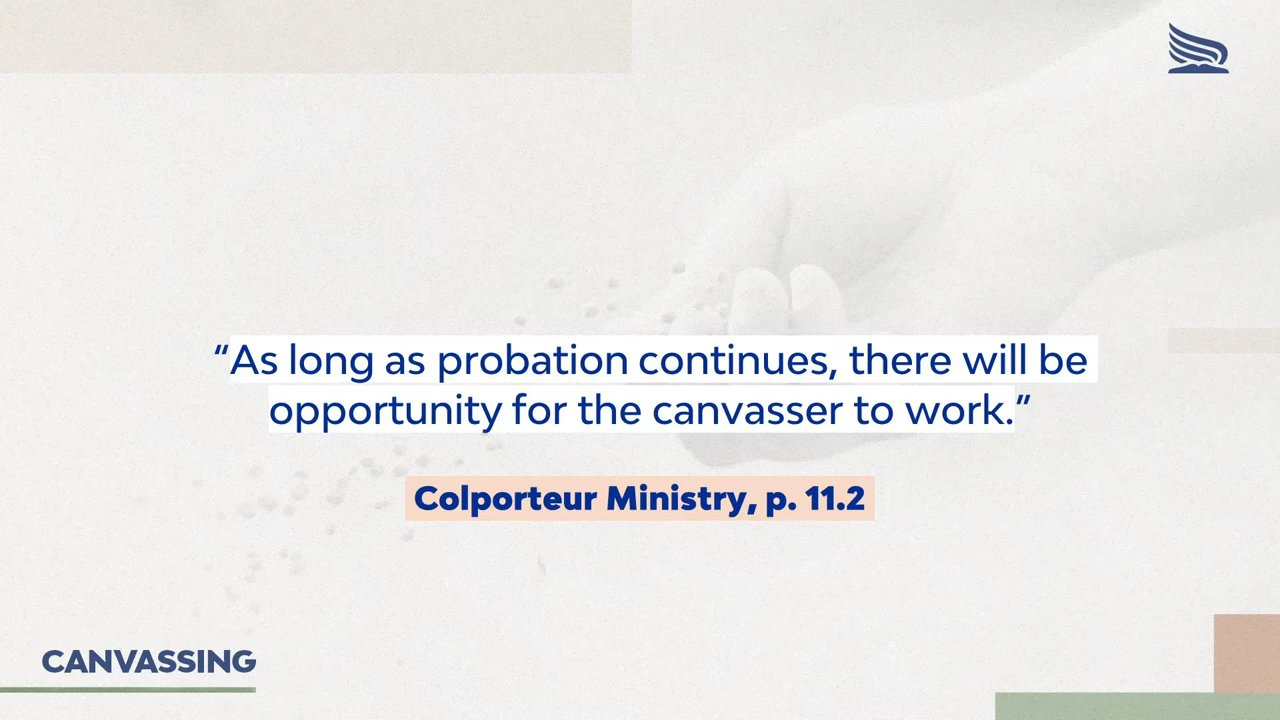 “As long as probation continues, there will be
opportunity for the canvasser to work.”
Colporteur Ministry, p. 11.2
CANVASSING